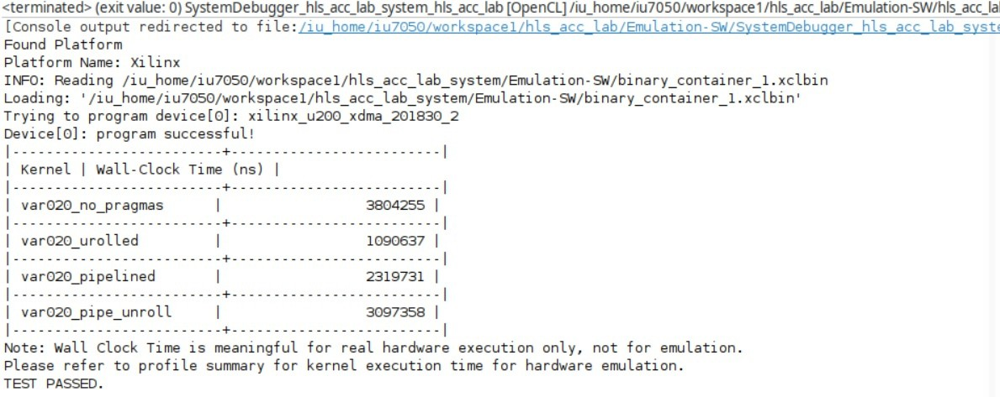 <terminated> (exit value: 0) SystemDebugger_hls_acc_lab_system_hls_acc_lab [OpenCL] /iu_home/iu7050/workspace1/hls_acc_lab/Emulation-SW/hls_acc_la
[Console output redirected to file:/iu_home/iu7050/workspace1/hls_acc_lab/Emulation-SW/SystemDebugger_hls_acc_lab_syste
Found Platform
Platform Name: Xilinx
INFO: Reading /iu_home/iu7050/workspace1/hls_acc_lab_system/Emulation-SW/binary_container_1.xclbin
Loading: '/iu_home/iu7050/workspace1/hls_acc_lab_system/Emulation-SW/binary_container_1.xclbin'
Trying to program device[0]: xilinx_u200_xdma_201830_2
Device[0]: program successful!
|-------------------------+-------------------------|
| Kernel | Wall-Clock Time (ns) |
|-------------------------+-------------------------|
| var020_no_pragmas | 3804255 |
|-------------------------+-------------------------|
| var020_urolled | 1090637 |
|-------------------------+-------------------------|
| var020_pipelined | 2319731 |
|-------------------------+-------------------------|
| var020_pipe_unroll | 3097358 |
|-------------------------+-------------------------|
Note: Wall Clock Time is meaningful for real hardware execution only, not for emulation.
Please refer to profile summary for kernel execution time for hardware emulation.
TEST PASSED.